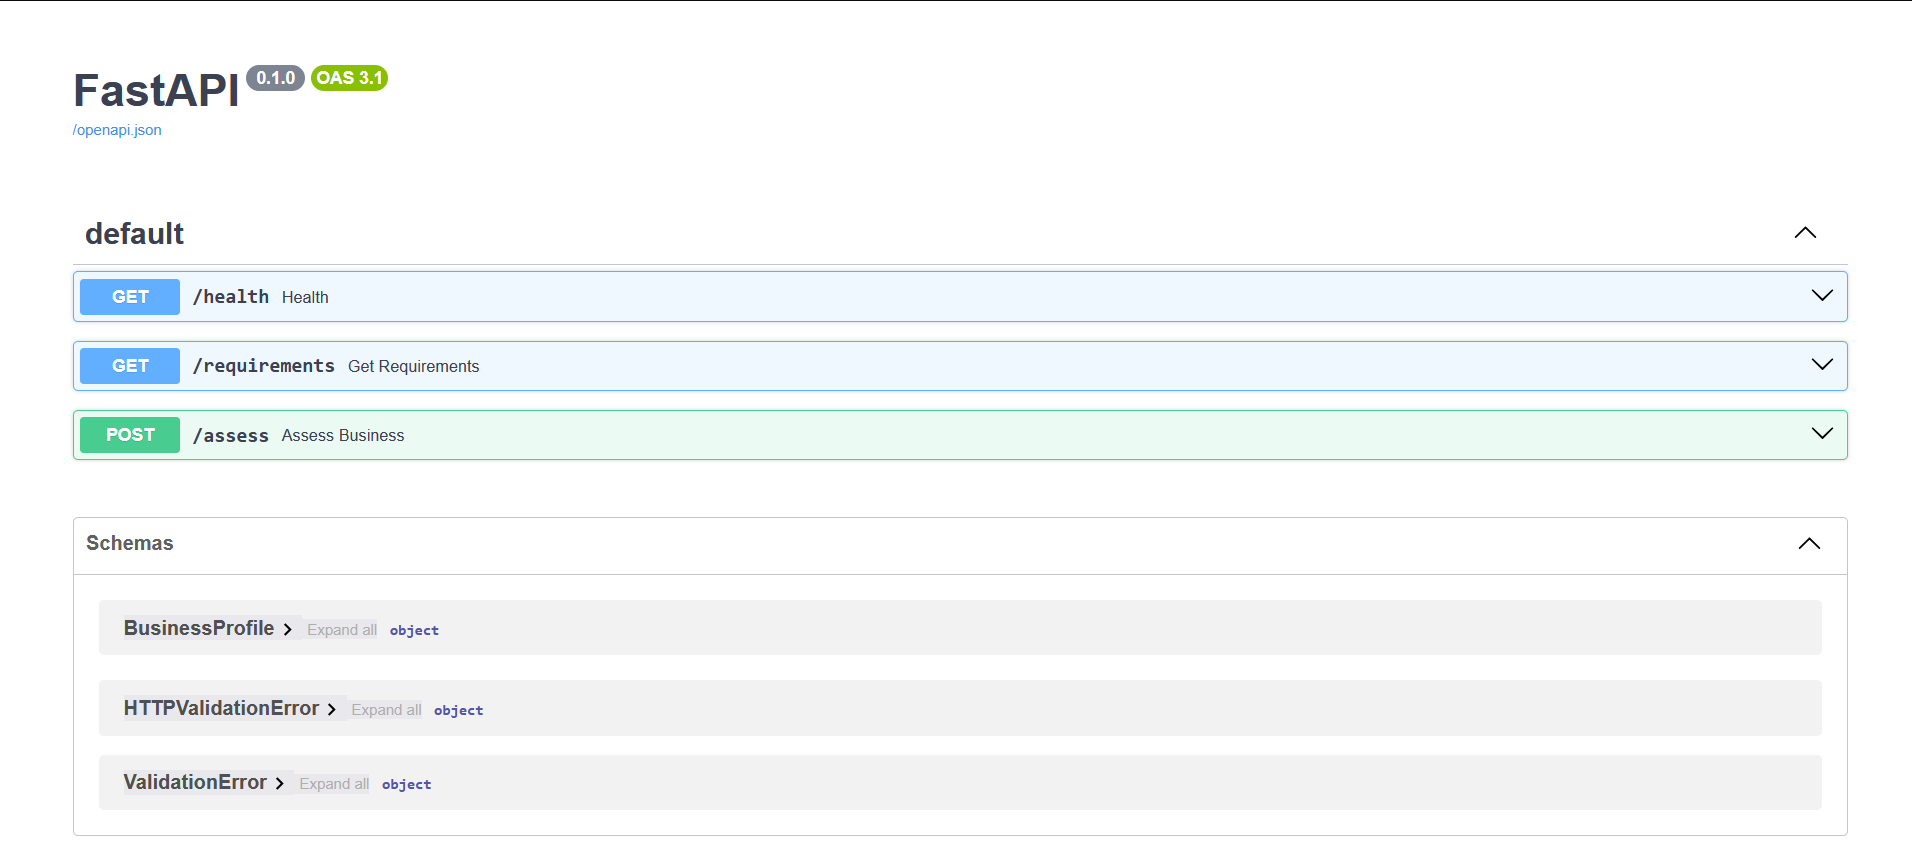 FastAPI 0.1.0 OAS 3.1
/openapi.json
default
GET /health Health
GET /requirements Get Requirements
POST /assess Assess Business
Schemas
BusinessProfile Expand all object
HTTPValidationError Expand all object
ValidationError Expand all object